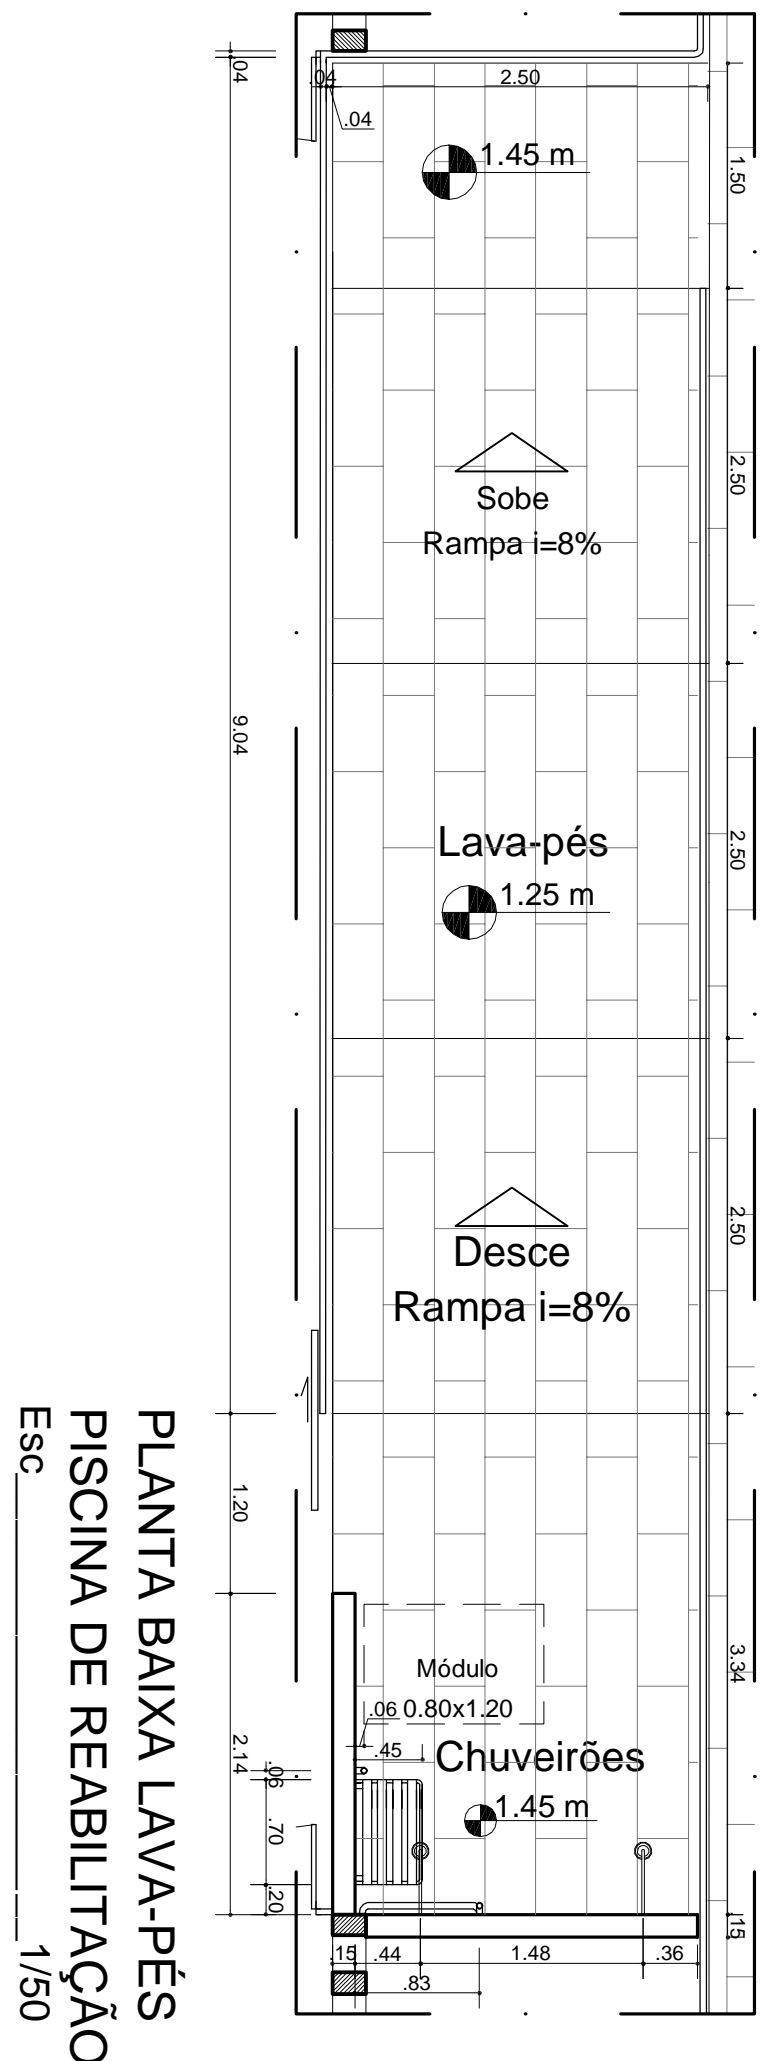 .04
.04
2.50
.04
1.45 m
1.50
Sobe
Rampa i=8%
2.50
9.04
Lava-pés
1.25 m
2.50
Desce
Rampa i=8%
2.50
1.20
Módulo
0.80x1.20
.06
3.34
2.14
.45
Chuveirões
.06
1.45 m
.70
.20
.15
.15
.44
1.48
.36
.83
PLANTA BAIXA LAVA-PÉS
PISCINA DE REABILITAÇÃO
Esc 1/50